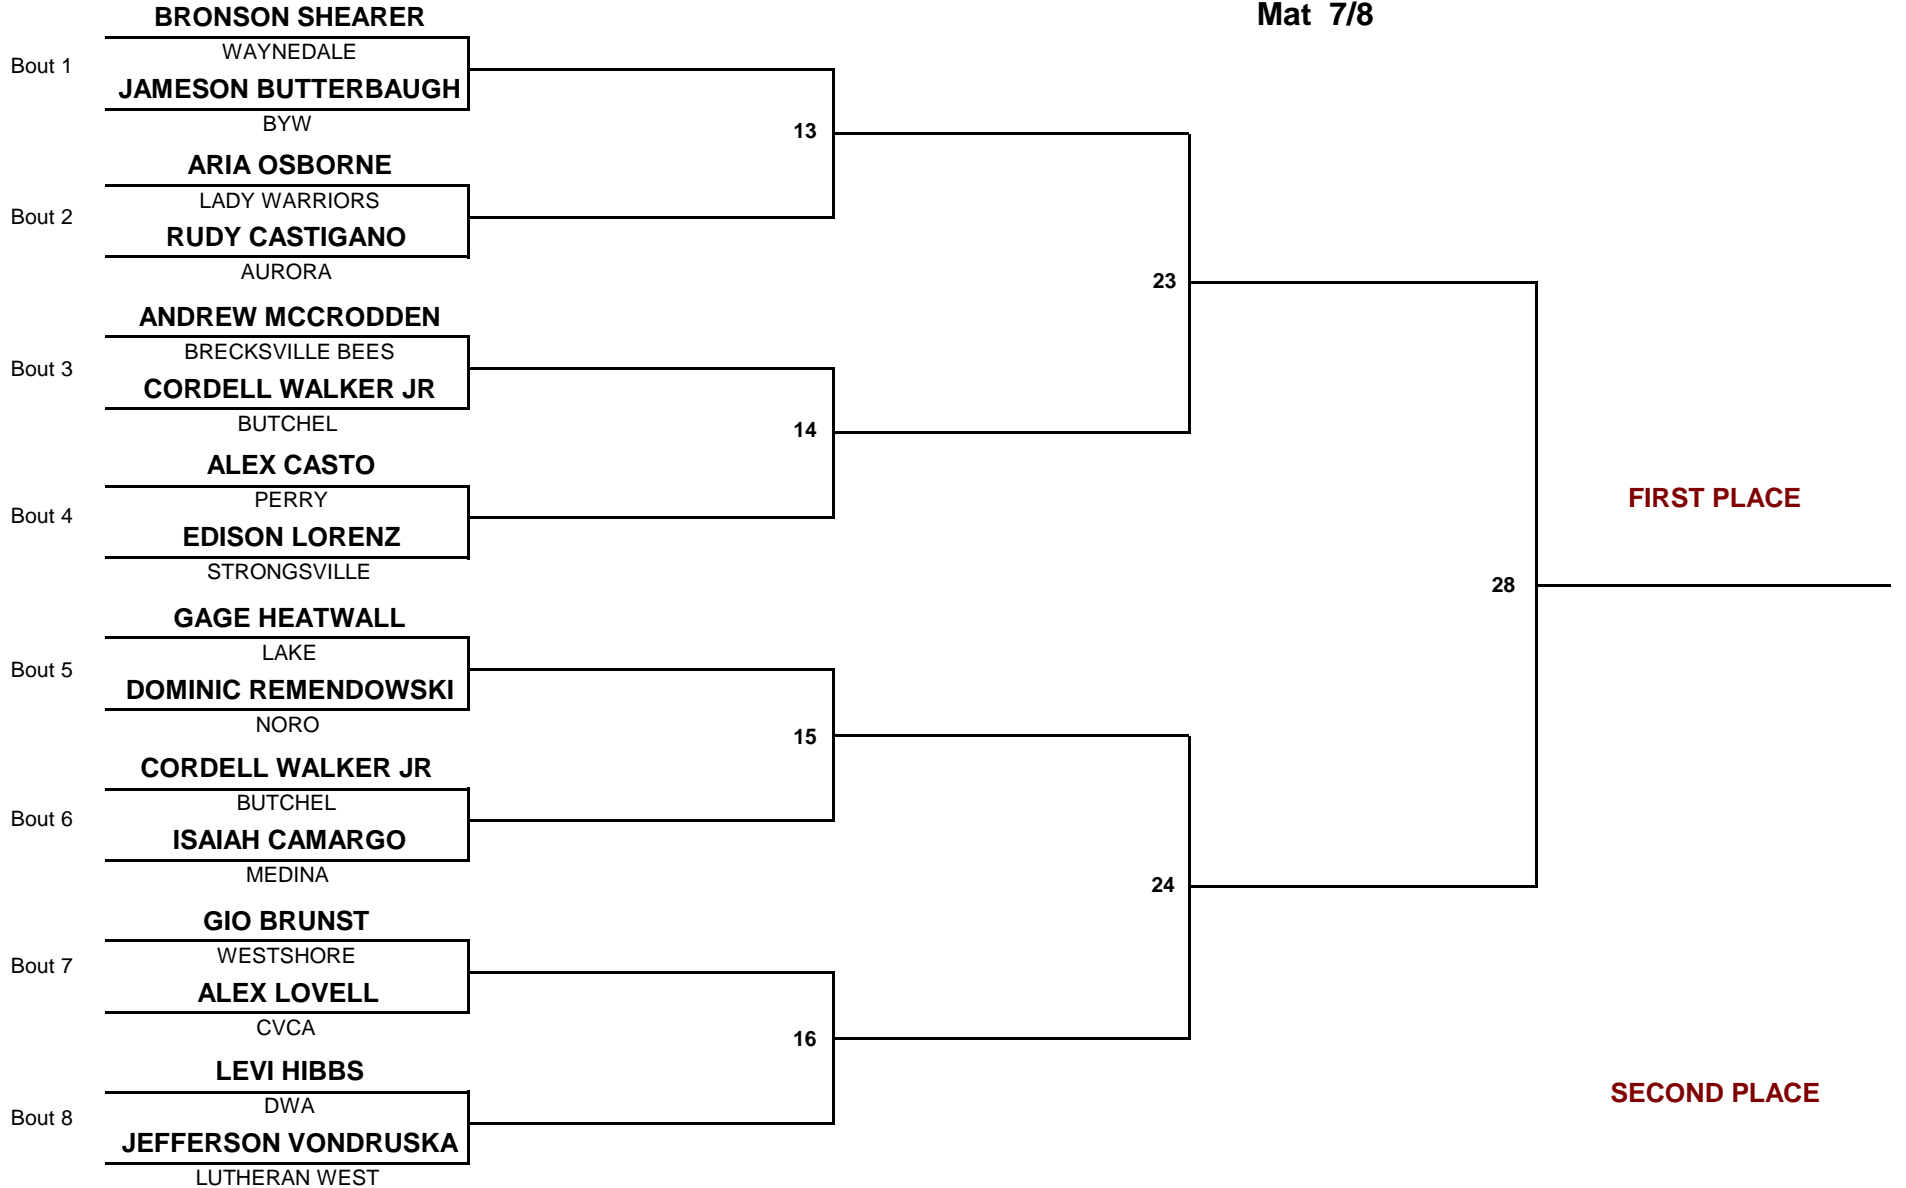 Mat 7/8
BRONSON SHEARER
Bout 1
WAYNEDALE
JAMESON BUTTERBAUGH
BYW
13
ARIA OSBORNE
Bout 2
LADY WARRIORS
RUDY CASTIGANO
AURORA
23
ANDREW MCCRODDEN
Bout 3
BRECKSVILLE BEES
CORDELL WALKER JR
BUTCHEL
14
ALEX CASTO
Bout 4
PERRY
EDISON LORENZ
STRONGSVILLE
FIRST PLACE
28
GAGE HEATWALL
Bout 5
LAKE
DOMINIC REMENDOWSKI
NORO
15
CORDELL WALKER JR
Bout 6
BUTCHEL
ISAIAH CAMARGO
MEDINA
24
GIO BRUNST
Bout 7
WESTSHORE
ALEX LOVELL
CVCA
16
LEVI HIBBS
Bout 8
DWA
JEFFERSON VONDRUSKA
LUTHERAN WEST
SECOND PLACE